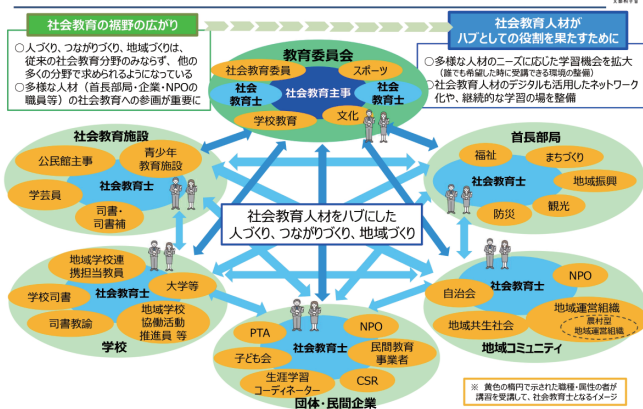 文部科学省
社会教育の裾野の広がり
社会教育人材が
ハブとしての役割を果たすために
○人づくり、つながりづくり、地域づくりは、
従来の社会教育分野のみならず、他の
多くの分野で求められるようになっている
○多様な人材（首長部局・企業・NPOの
職員等）の社会教育への参画が重要に
○多様な人材のニーズに応じた学習機会を拡大
（誰でも希望した時に受講できる環境の整備）
○社会教育人材のデジタルも活用したネットワーク
化や、継続的な学習の場を整備
教育委員会
社会教育委員
スポーツ
社会教育士
社会教育主事
社会教育士
学校教育
文化
社会教育施設
公民館主事
青少年
教育施設
社会教育士
学芸員
司書・
司書補
首長部局
福祉
まちづくり
社会教育士
地域振興
防災
観光
社会教育人材をハブにした
人づくり、つながりづくり、地域づくり
地域学校連
携担当教員
社会教育士
大学等
学校司書
司書教諭
地域学校
協働活動
推進員 等
学校
PTA
NPO
社会教育士
子ども会
民間教育
事業者
生涯学習
コーディネーター
CSR
団体・民間企業
NPO
自治会
社会教育士
地域運営組織
農村型
地域運営組織
地域共生社会
地域コミュニティ
※ 黄色の楕円で示された職種・属性の者が
講習を受講して、社会教育士となるイメージ